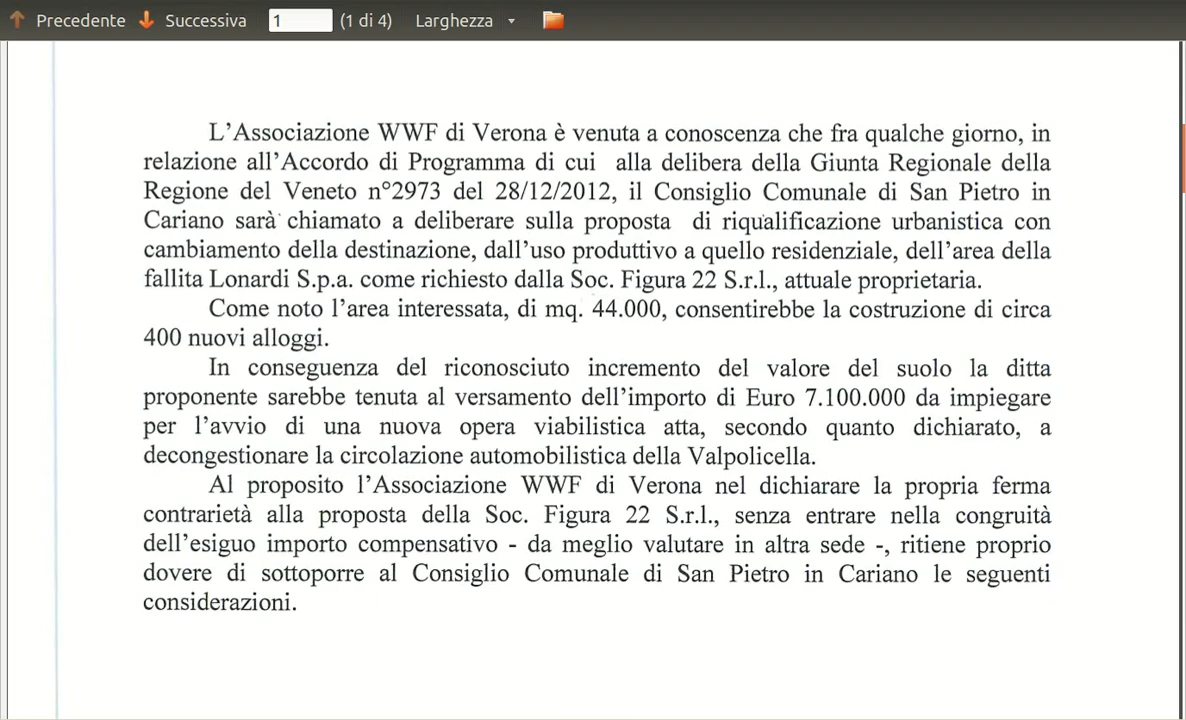 Precedente Successiva 1 (1 di 4) Larghezza
L'Associazione WWF di Verona è venuta a conoscenza che fra qualche giorno, in
relazione all'Accordo di Programma di cui alla delibera della Giunta Regionale della
Regione del Veneto n°2973 del 28/12/2012, il Consiglio Comunale di San Pietro in
Cariano sarà chiamato a deliberare sulla proposta di riqualificazione urbanistica con
cambiamento della destinazione, dall'uso produttivo a quello residenziale, dell'area della
fallita Lonardi S.p.a. come richiesto dalla Soc. Figura 22 S.r.l., attuale proprietaria.
Come noto l'area interessata, di mq. 44.000, consentirebbe la costruzione di circa
400 nuovi alloggi.
In conseguenza del riconosciuto incremento del valore del suolo la ditta
proponente sarebbe tenuta al versamento dell'importo di Euro 7.100.000 da impiegare
per l'avvio di una nuova opera viabilistica atta, secondo quanto dichiarato, a
decongestionare la circolazione automobilistica della Valpolicella.
Al proposito l'Associazione WWF di Verona nel dichiarare la propria ferma
contrarietà alla proposta della Soc. Figura 22 S.r.l., senza entrare nella congruità
dell'esiguo importo compensativo - da meglio valutare in altra sede -, ritiene proprio
dovere di sottoporre al Consiglio Comunale di San Pietro in Cariano le seguenti
considerazioni.